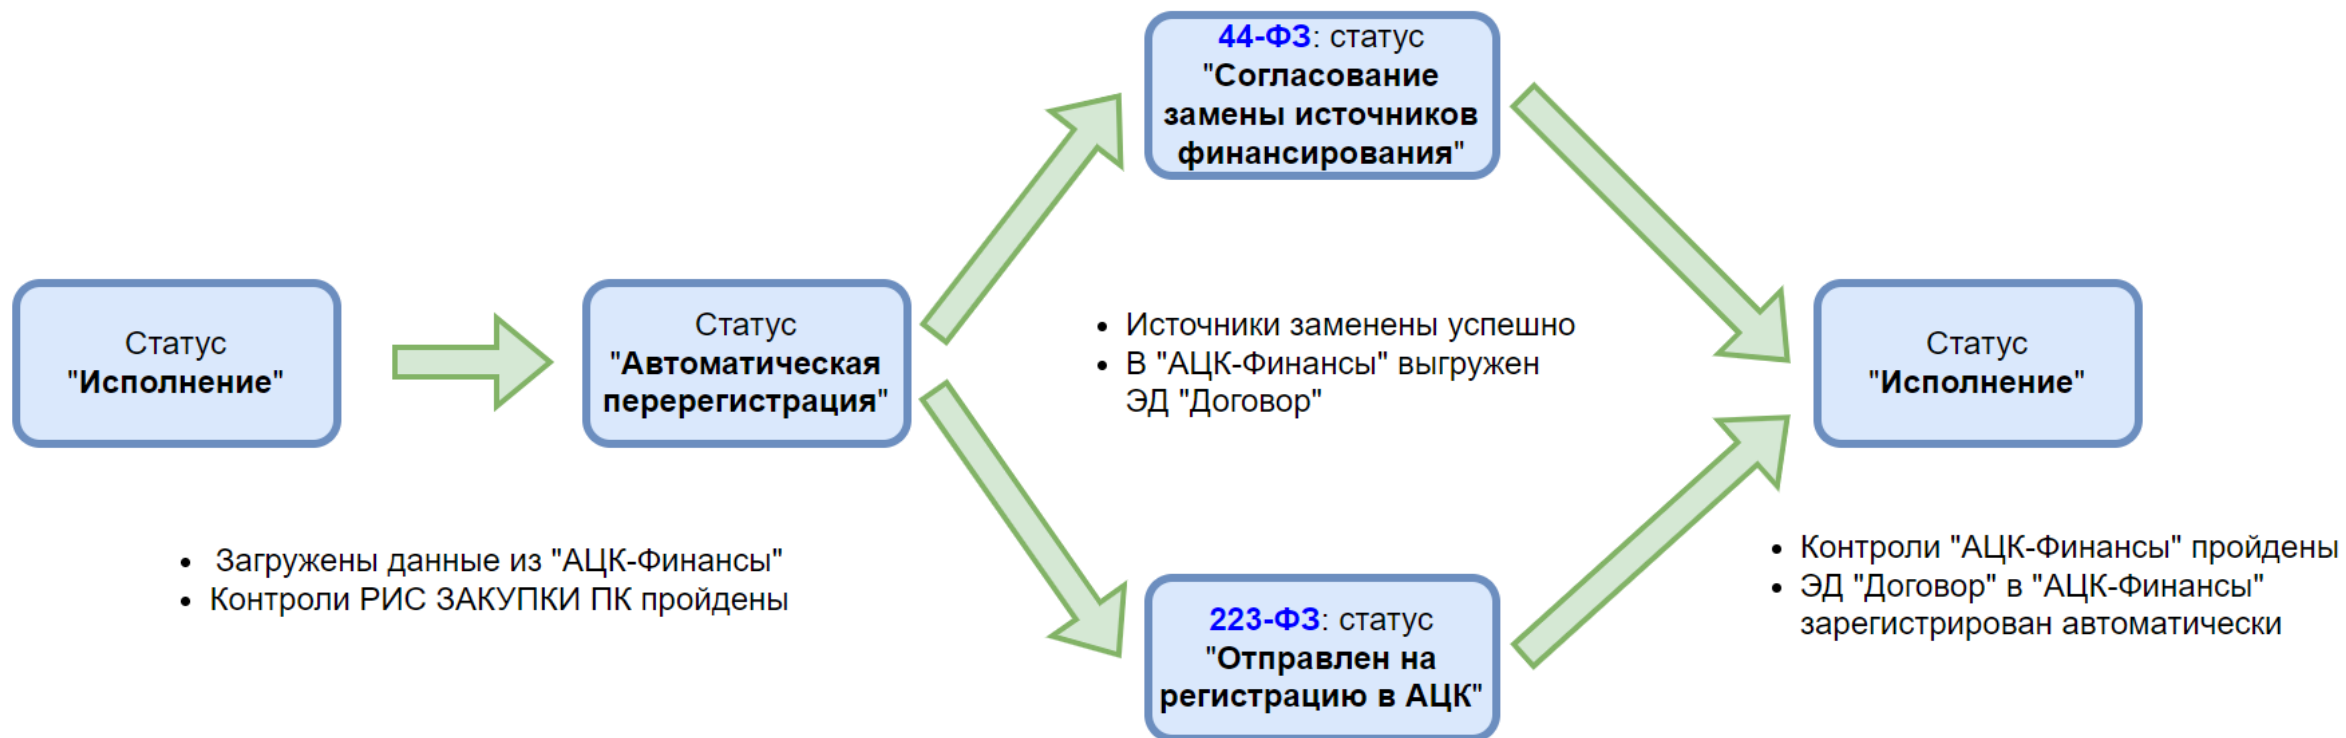 44-ФЗ: статус
"Согласование
замены источников
финансирования"
Статус
"Исполнение"
Статус
"Автоматическая
перерегистрация"
• Источники заменены успешно
• В "АЦК-Финансы" выгружен
ЭД "Договор"
Статус
"Исполнение"
• Загружены данные из "АЦК-Финансы"
• Контроли РИС ЗАКУПКИ ПК пройдены
223-ФЗ: статус
"Отправлен на
регистрацию в АЦК"
• Контроли "АЦК-Финансы" пройдены
• ЭД "Договор" в "АЦК-Финансы"
зарегистрирован автоматически